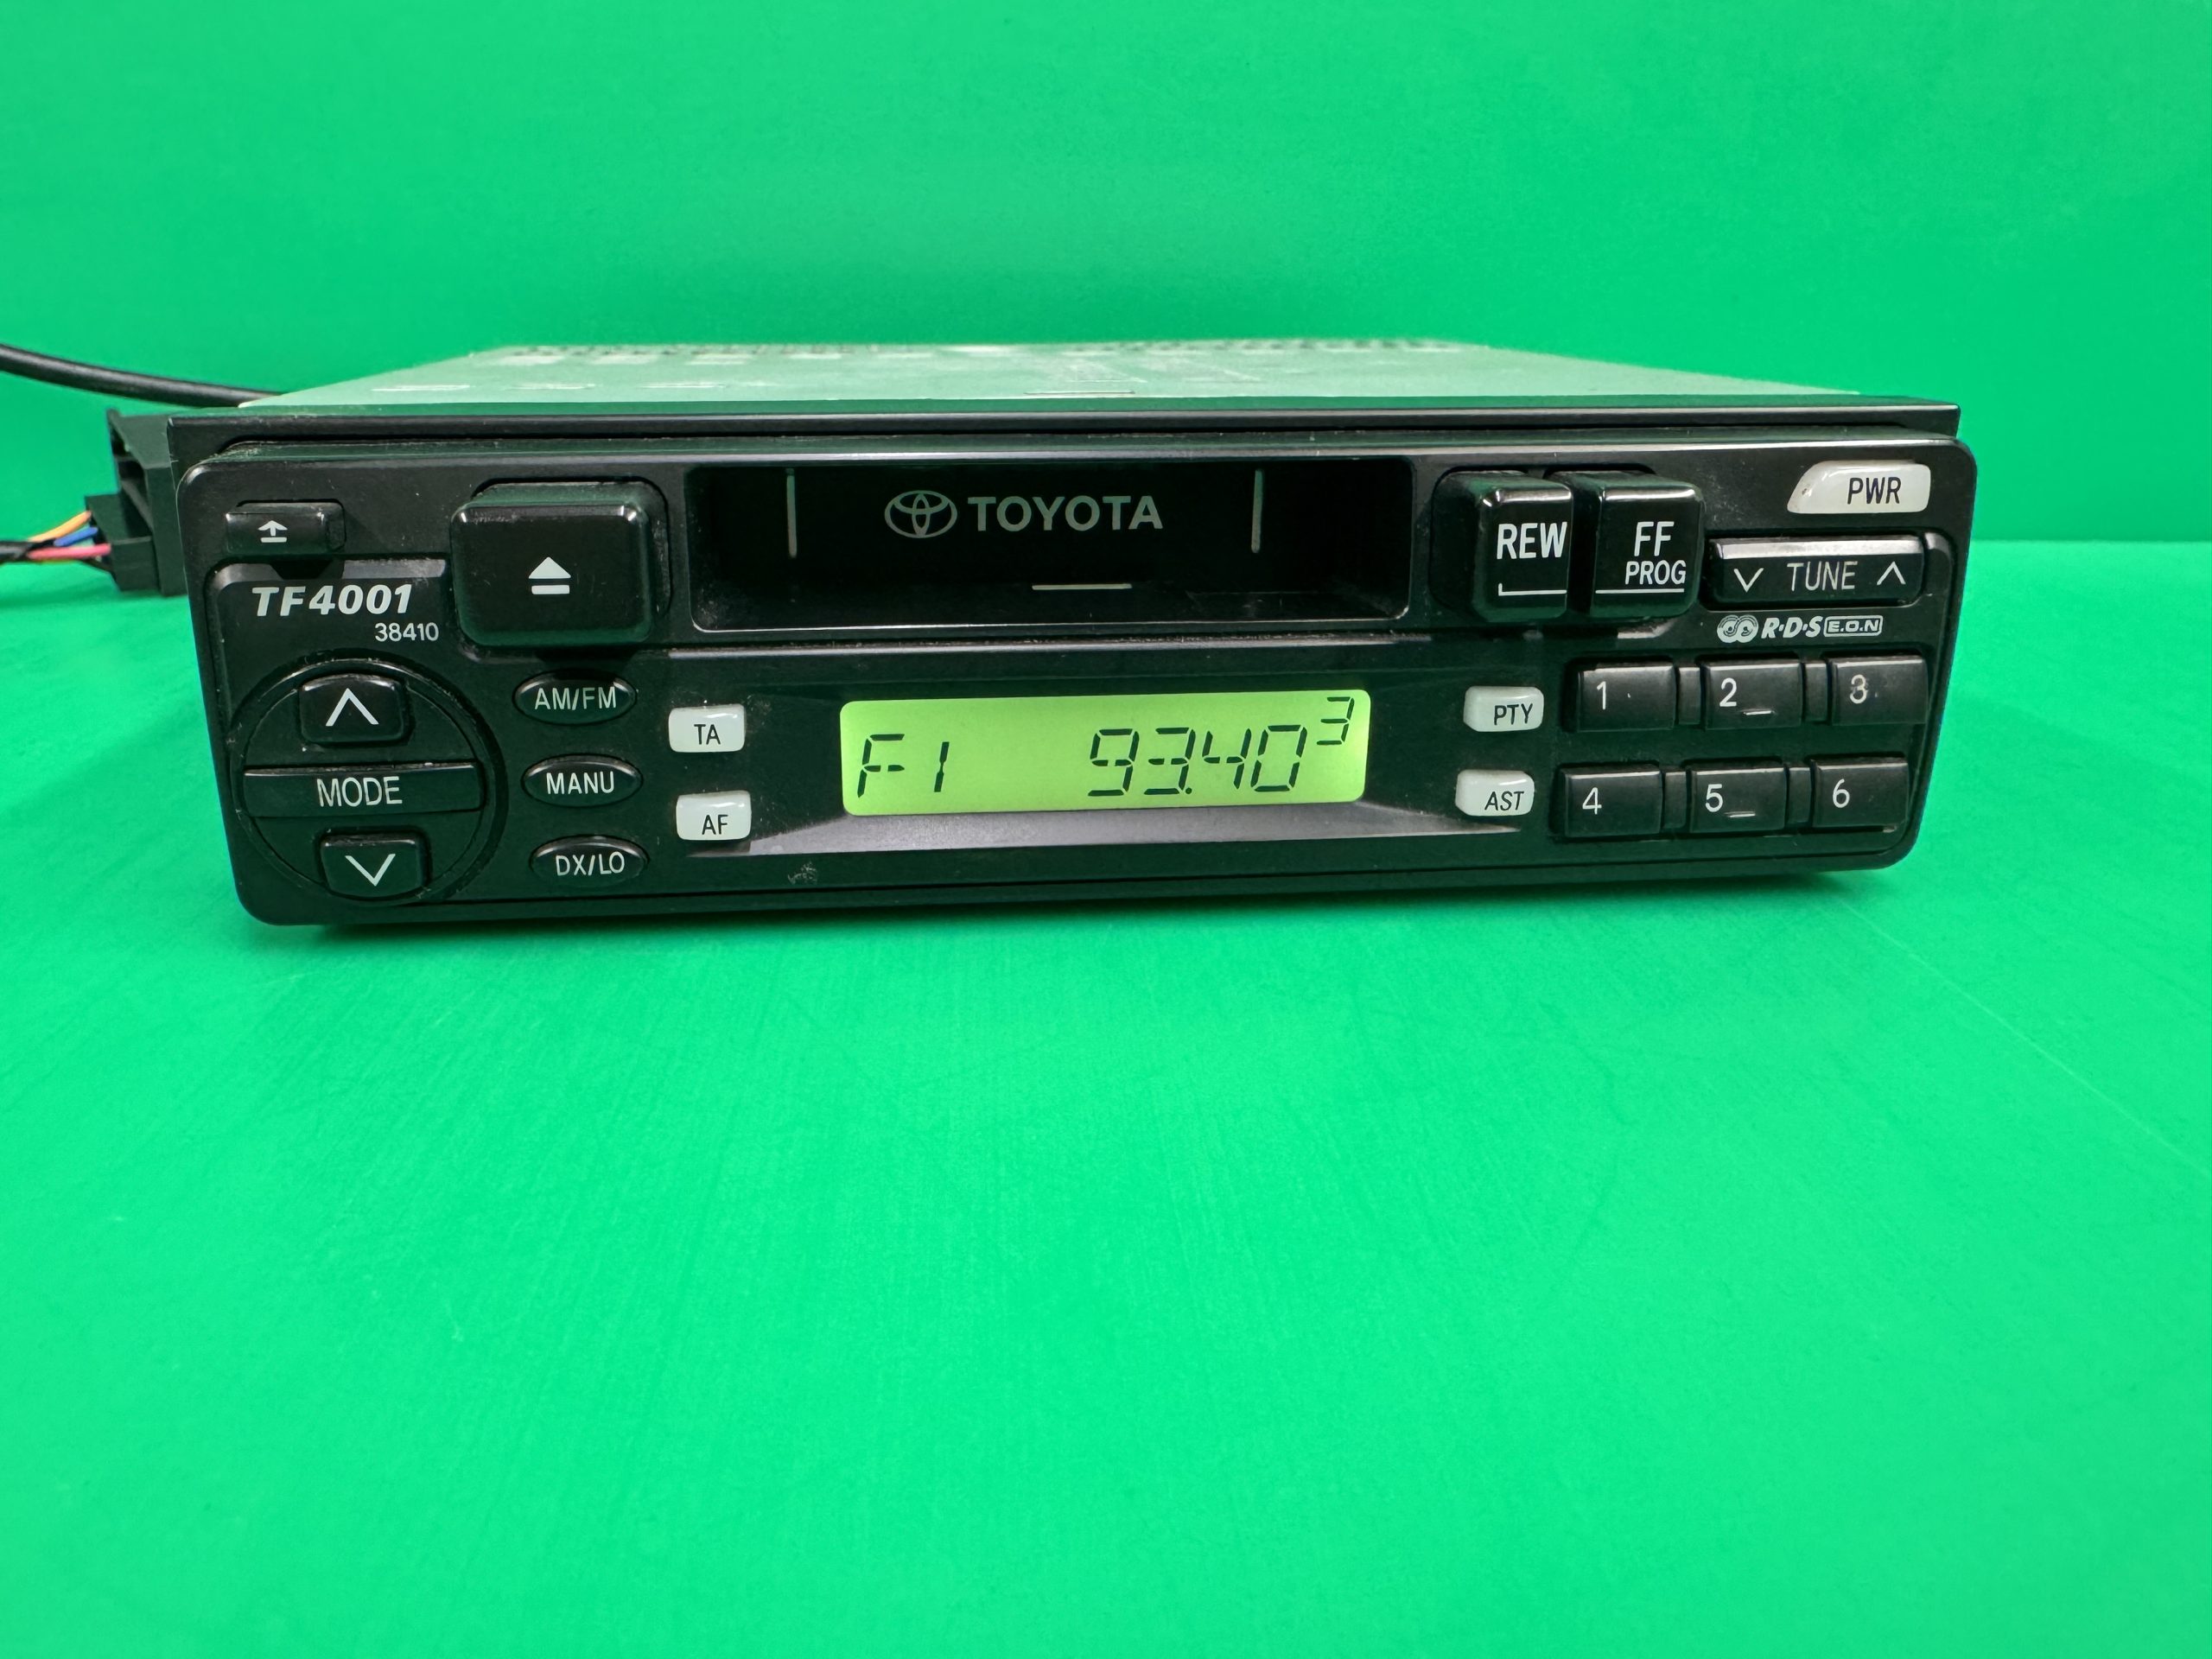 TOYOTA
PWR
REW
FF
PROG
TUNE
TF4001
38410
R·D·S E.O.N
AM/FM
TA
F1 93.40 3
PTY
1 2 3
MODE
MANU
AF
AST
4 5 6
DX/LO